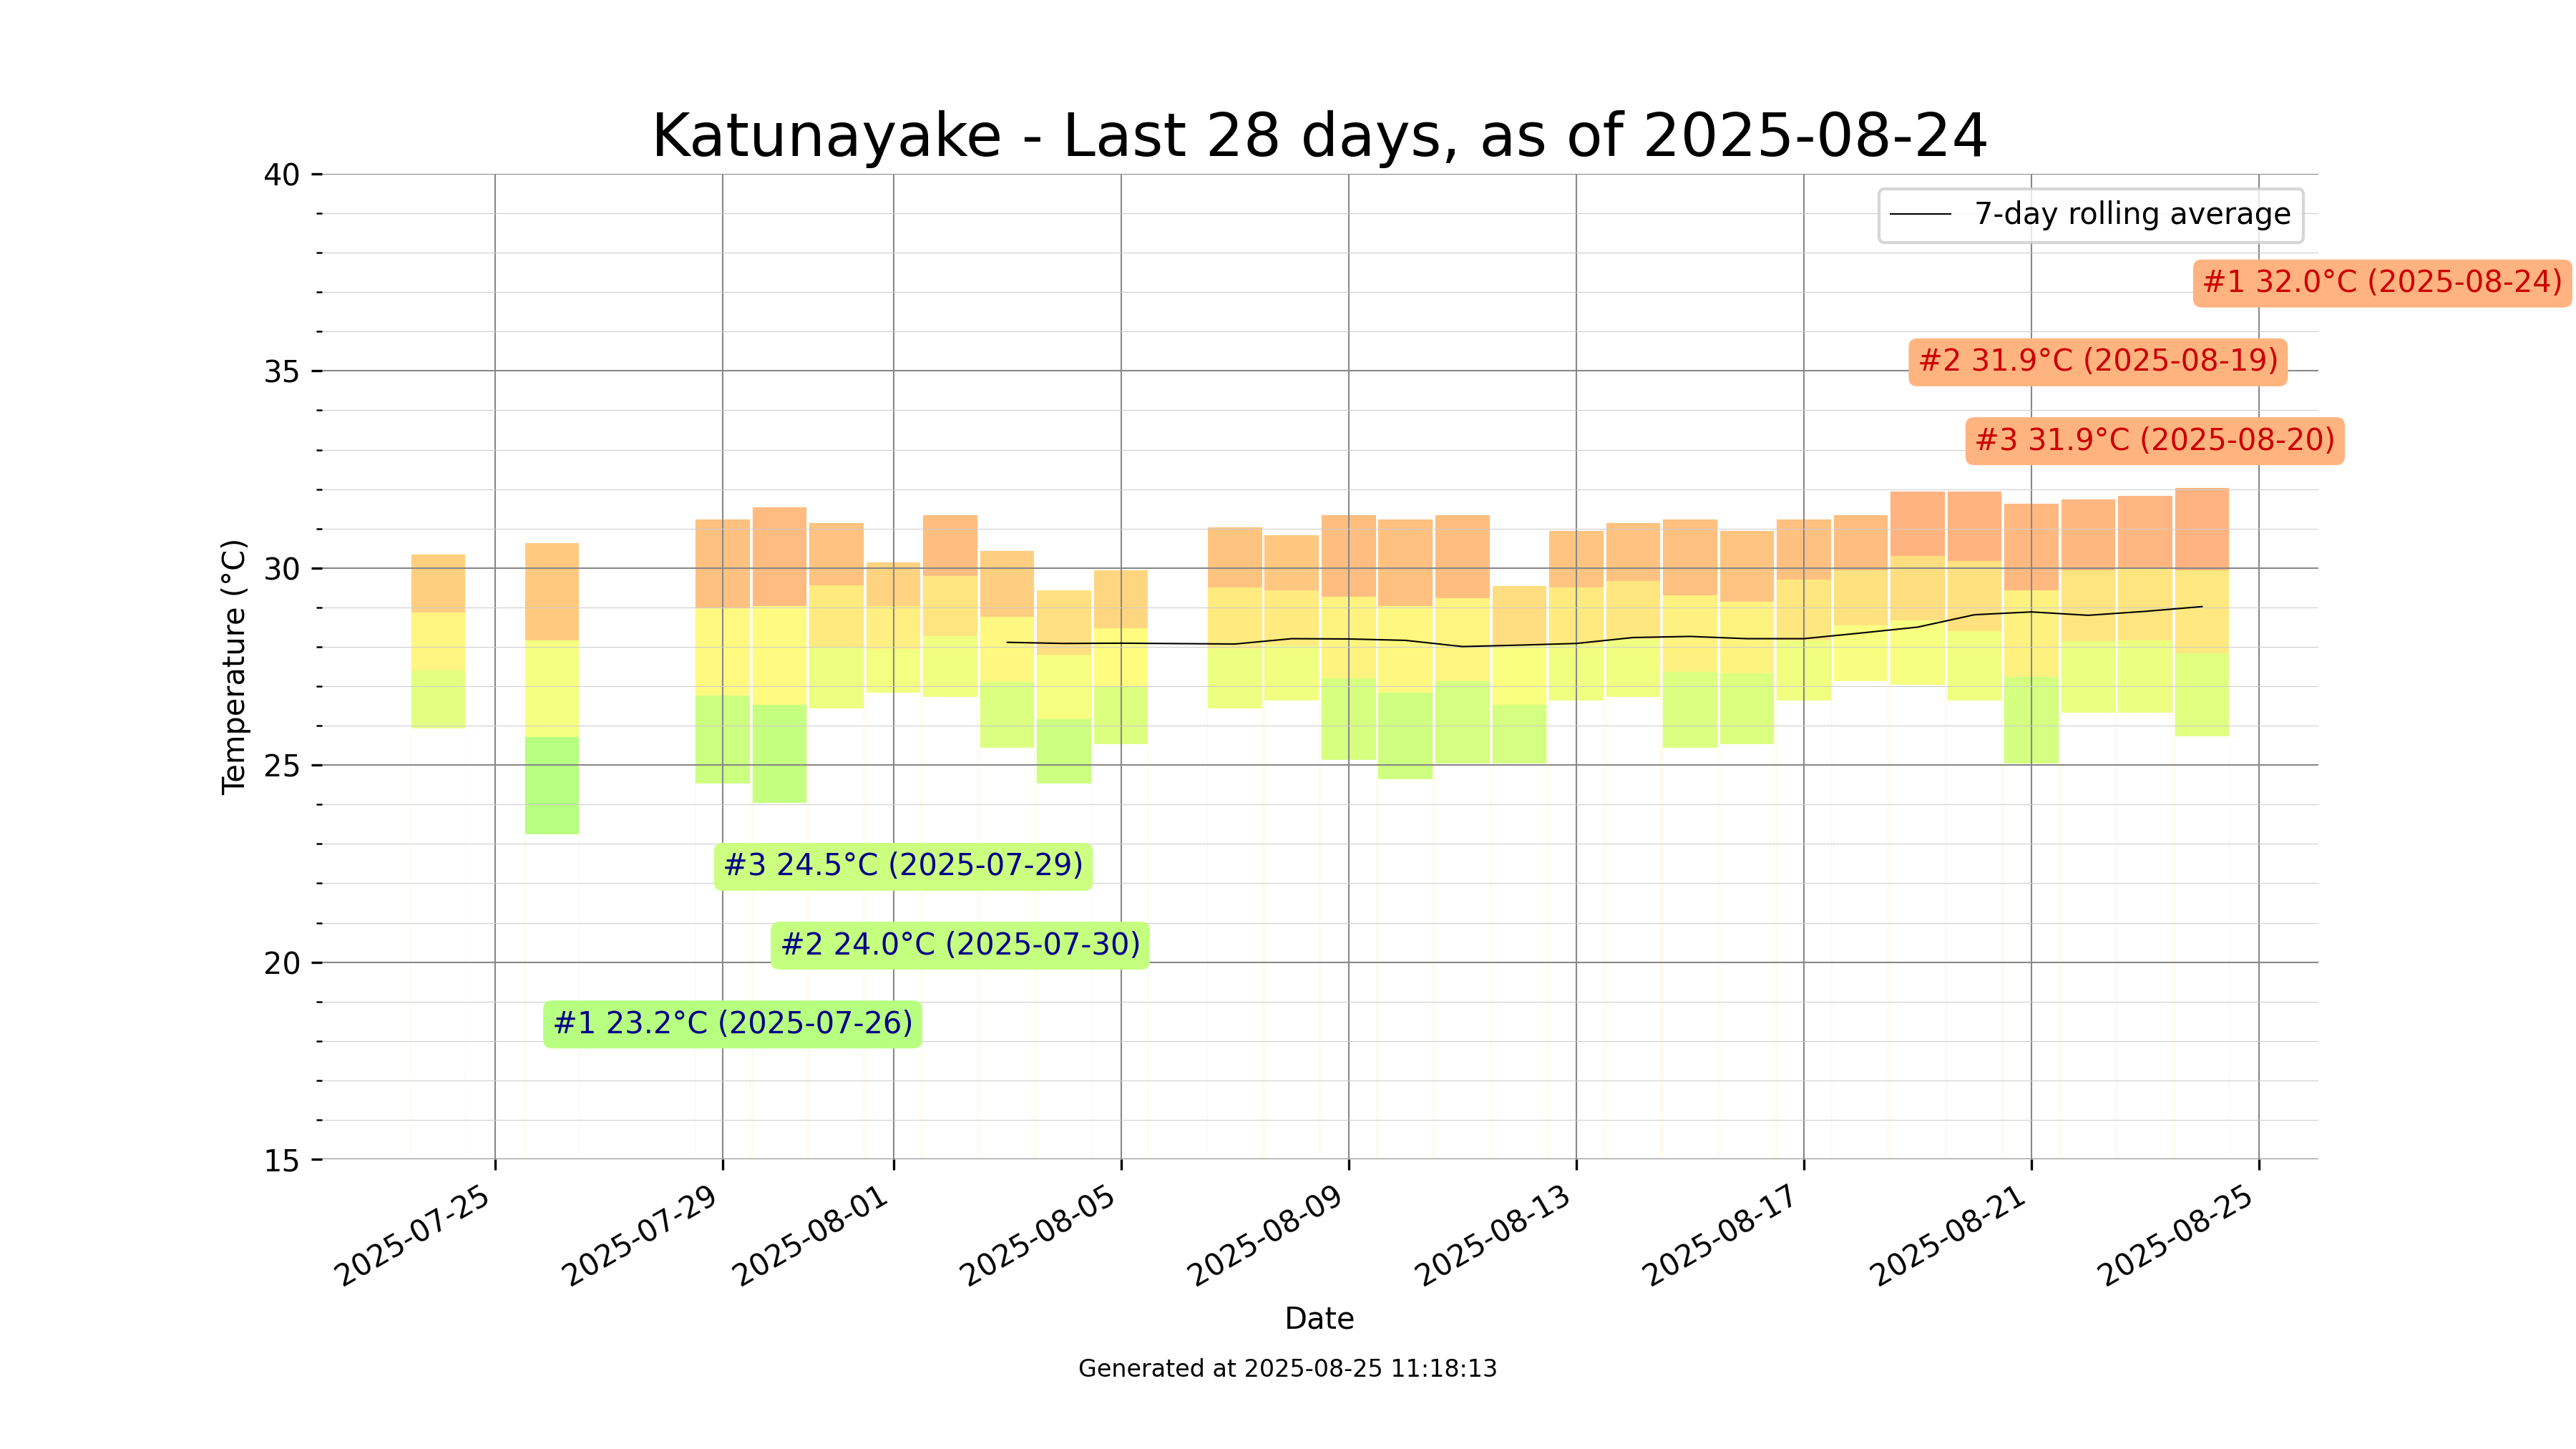 Katunayake - Last 28 days, as of 2025-08-24
40
35
30
25
20
15
Temperature (°C)
7-day rolling average
#1 32.0°C (2025-08-24)
#2 31.9°C (2025-08-19)
#3 31.9°C (2025-08-20)
#3 24.5°C (2025-07-29)
#2 24.0°C (2025-07-30)
#1 23.2°C (2025-07-26)
2025-07-25
2025-07-29
2025-08-01
2025-08-05
2025-08-09
2025-08-13
2025-08-17
2025-08-21
2025-08-25
Date
Generated at 2025-08-25 11:18:13